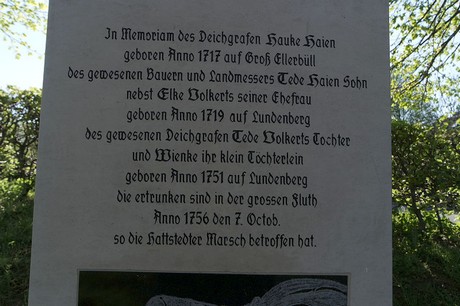 In Memoriam des Deichgrafen Hauke Haien
geboren Anno 1717 auf Groß Ellerbüll
des gewesenen Bauern und Landmessers Tede Haien Sohn
nebst Elke Volkerts seiner Ehefrau
geboren Anno 1719 auf Lundenberg
des gewesenen Deichgrafen Tede Volkerts Tochter
und Wienke ihr klein Töchterlein
geboren Anno 1751 auf Lundenberg
die ertrunken sind in der grossen Fluth
Anno 1756 den 7. Octob.
so die Hattstedter Marsch betroffen hat.